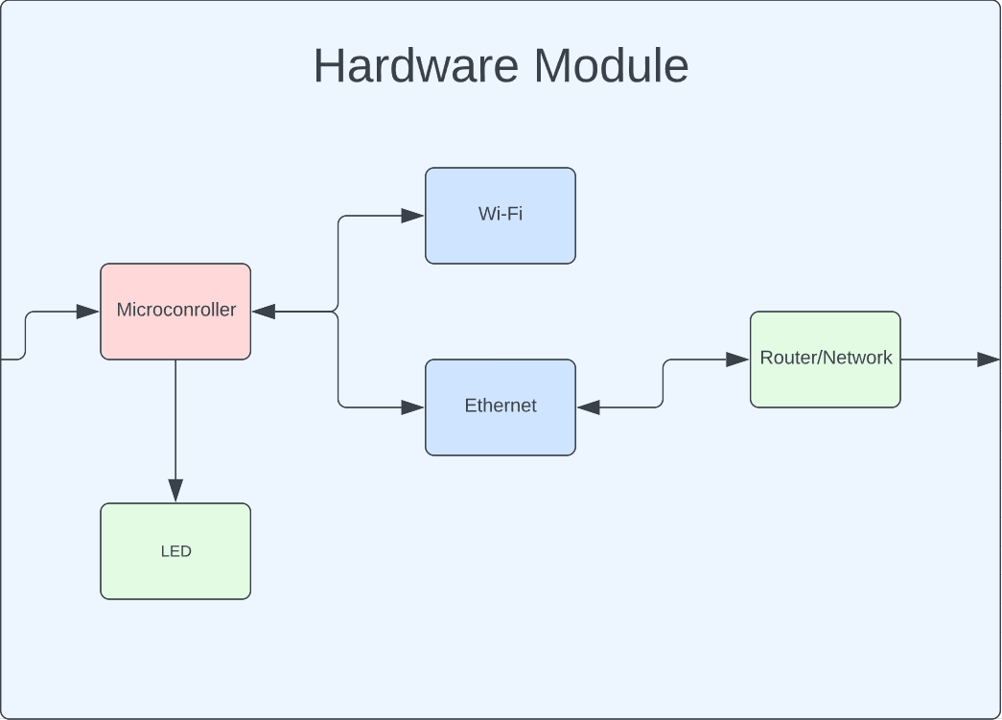 Hardware Module
Wi-Fi
Microconroller
Router/Network
Ethernet
LED